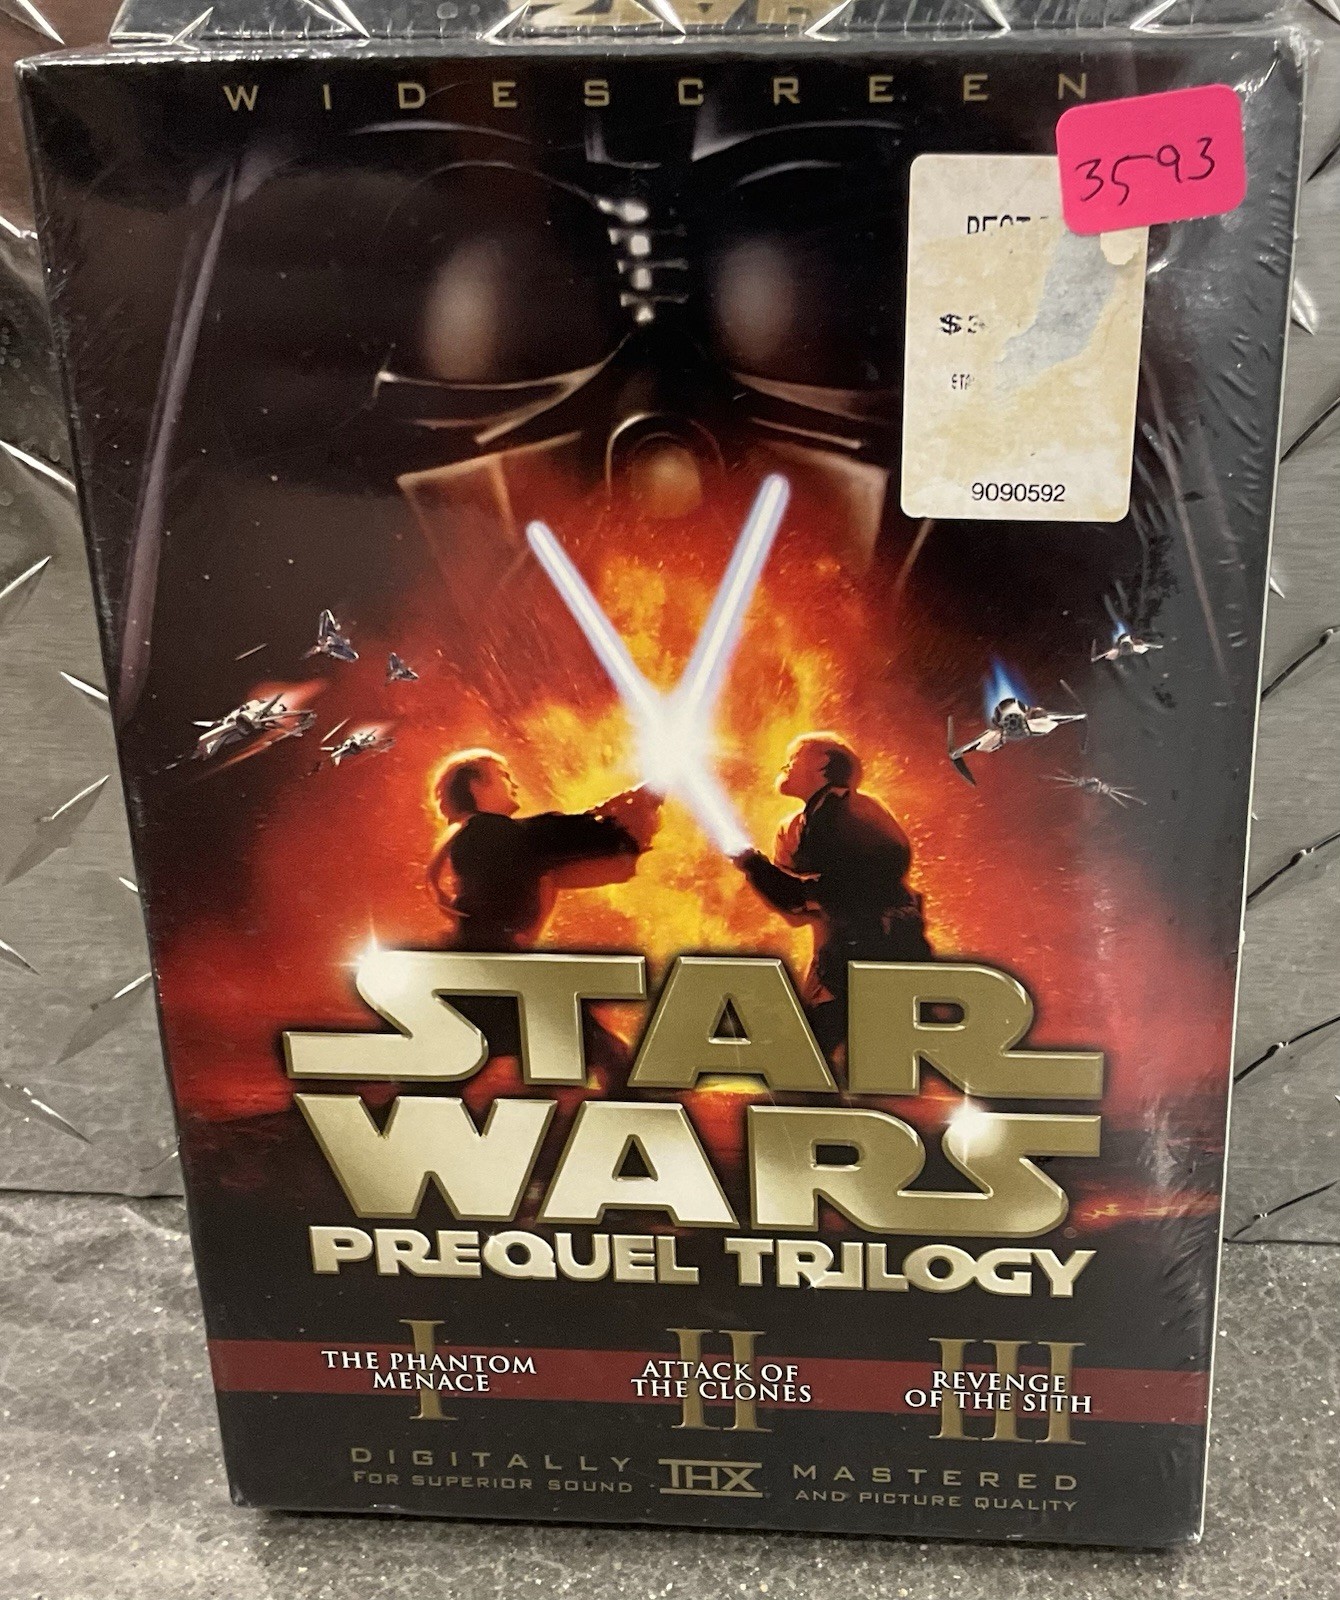 WIDESCREEN
3593
$3
9090592
STAR
WARS
PREQUEL TRILOGY
I
THE PHANTOM
MENACE
II
ATTACK OF
THE CLONES
III
REVENGE
OF THE SITH
DIGITALLY THX MASTERED
FOR SUPERIOR SOUND AND PICTURE QUALITY